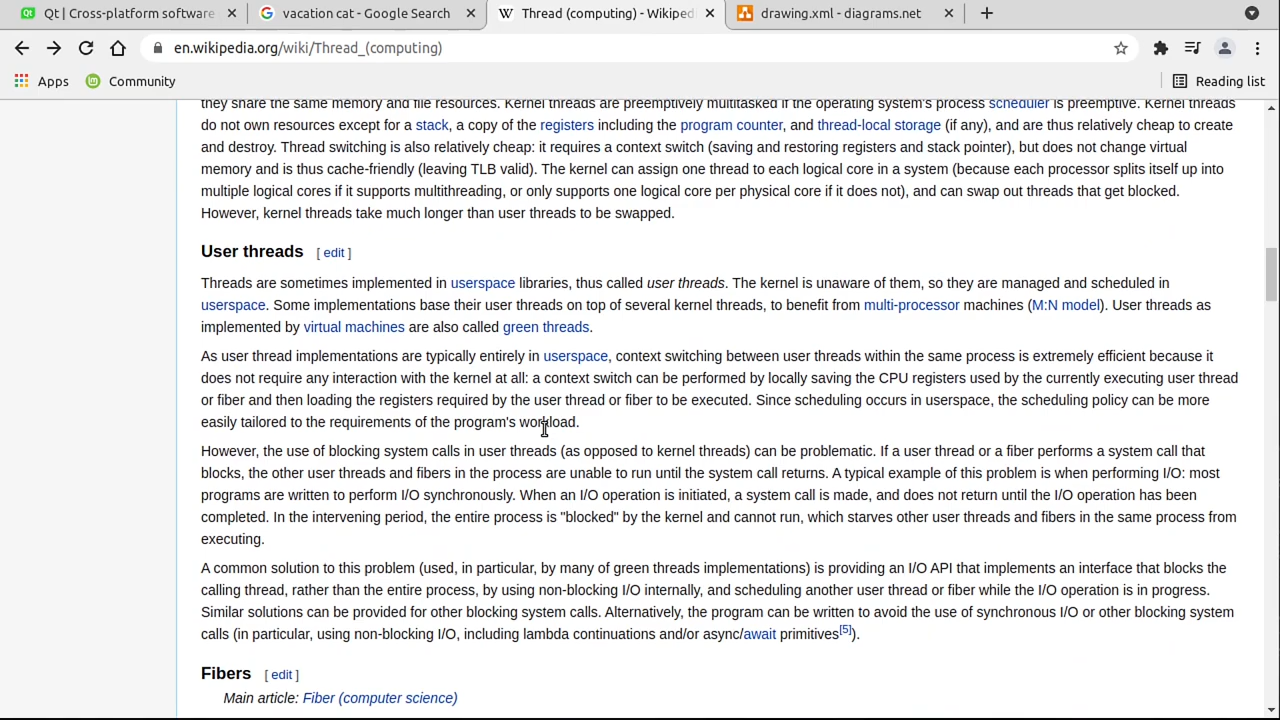 Qt | Cross-platform software
vacation cat - Google Search
Thread (computing) - Wikiped
drawing.xml - diagrams.net
en.wikipedia.org/wiki/Thread_(computing)
Apps
Community
Reading list
they share the same memory and file resources. Kernel threads are preemptively multitasked if the operating system's process scheduler is preemptive. Kernel threads
do not own resources except for a stack, a copy of the registers including the program counter, and thread-local storage (if any), and are thus relatively cheap to create
and destroy. Thread switching is also relatively cheap: it requires a context switch (saving and restoring registers and stack pointer), but does not change virtual
memory and is thus cache-friendly (leaving TLB valid). The kernel can assign one thread to each logical core in a system (because each processor splits itself up into
multiple logical cores if it supports multithreading, or only supports one logical core per physical core if it does not), and can swap out threads that get blocked.
However, kernel threads take much longer than user threads to be swapped.
User threads [ edit ]
Threads are sometimes implemented in userspace libraries, thus called user threads. The kernel is unaware of them, so they are managed and scheduled in
userspace. Some implementations base their user threads on top of several kernel threads, to benefit from multi-processor machines (M:N model). User threads as
implemented by virtual machines are also called green threads.
As user thread implementations are typically entirely in userspace, context switching between user threads within the same process is extremely efficient because it
does not require any interaction with the kernel at all: a context switch can be performed by locally saving the CPU registers used by the currently executing user thread
or fiber and then loading the registers required by the user thread or fiber to be executed. Since scheduling occurs in userspace, the scheduling policy can be more
easily tailored to the requirements of the program's workload.
However, the use of blocking system calls in user threads (as opposed to kernel threads) can be problematic. If a user thread or a fiber performs a system call that
blocks, the other user threads and fibers in the process are unable to run until the system call returns. A typical example of this problem is when performing I/O: most
programs are written to perform I/O synchronously. When an I/O operation is initiated, a system call is made, and does not return until the I/O operation has been
completed. In the intervening period, the entire process is "blocked" by the kernel and cannot run, which starves other user threads and fibers in the same process from
executing.
A common solution to this problem (used, in particular, by many of green threads implementations) is providing an I/O API that implements an interface that blocks the
calling thread, rather than the entire process, by using non-blocking I/O internally, and scheduling another user thread or fiber while the I/O operation is in progress.
Similar solutions can be provided for other blocking system calls. Alternatively, the program can be written to avoid the use of synchronous I/O or other blocking system
calls (in particular, using non-blocking I/O, including lambda continuations and/or async/await primitives[5]).
Fibers [ edit ]
Main article: Fiber (computer science)